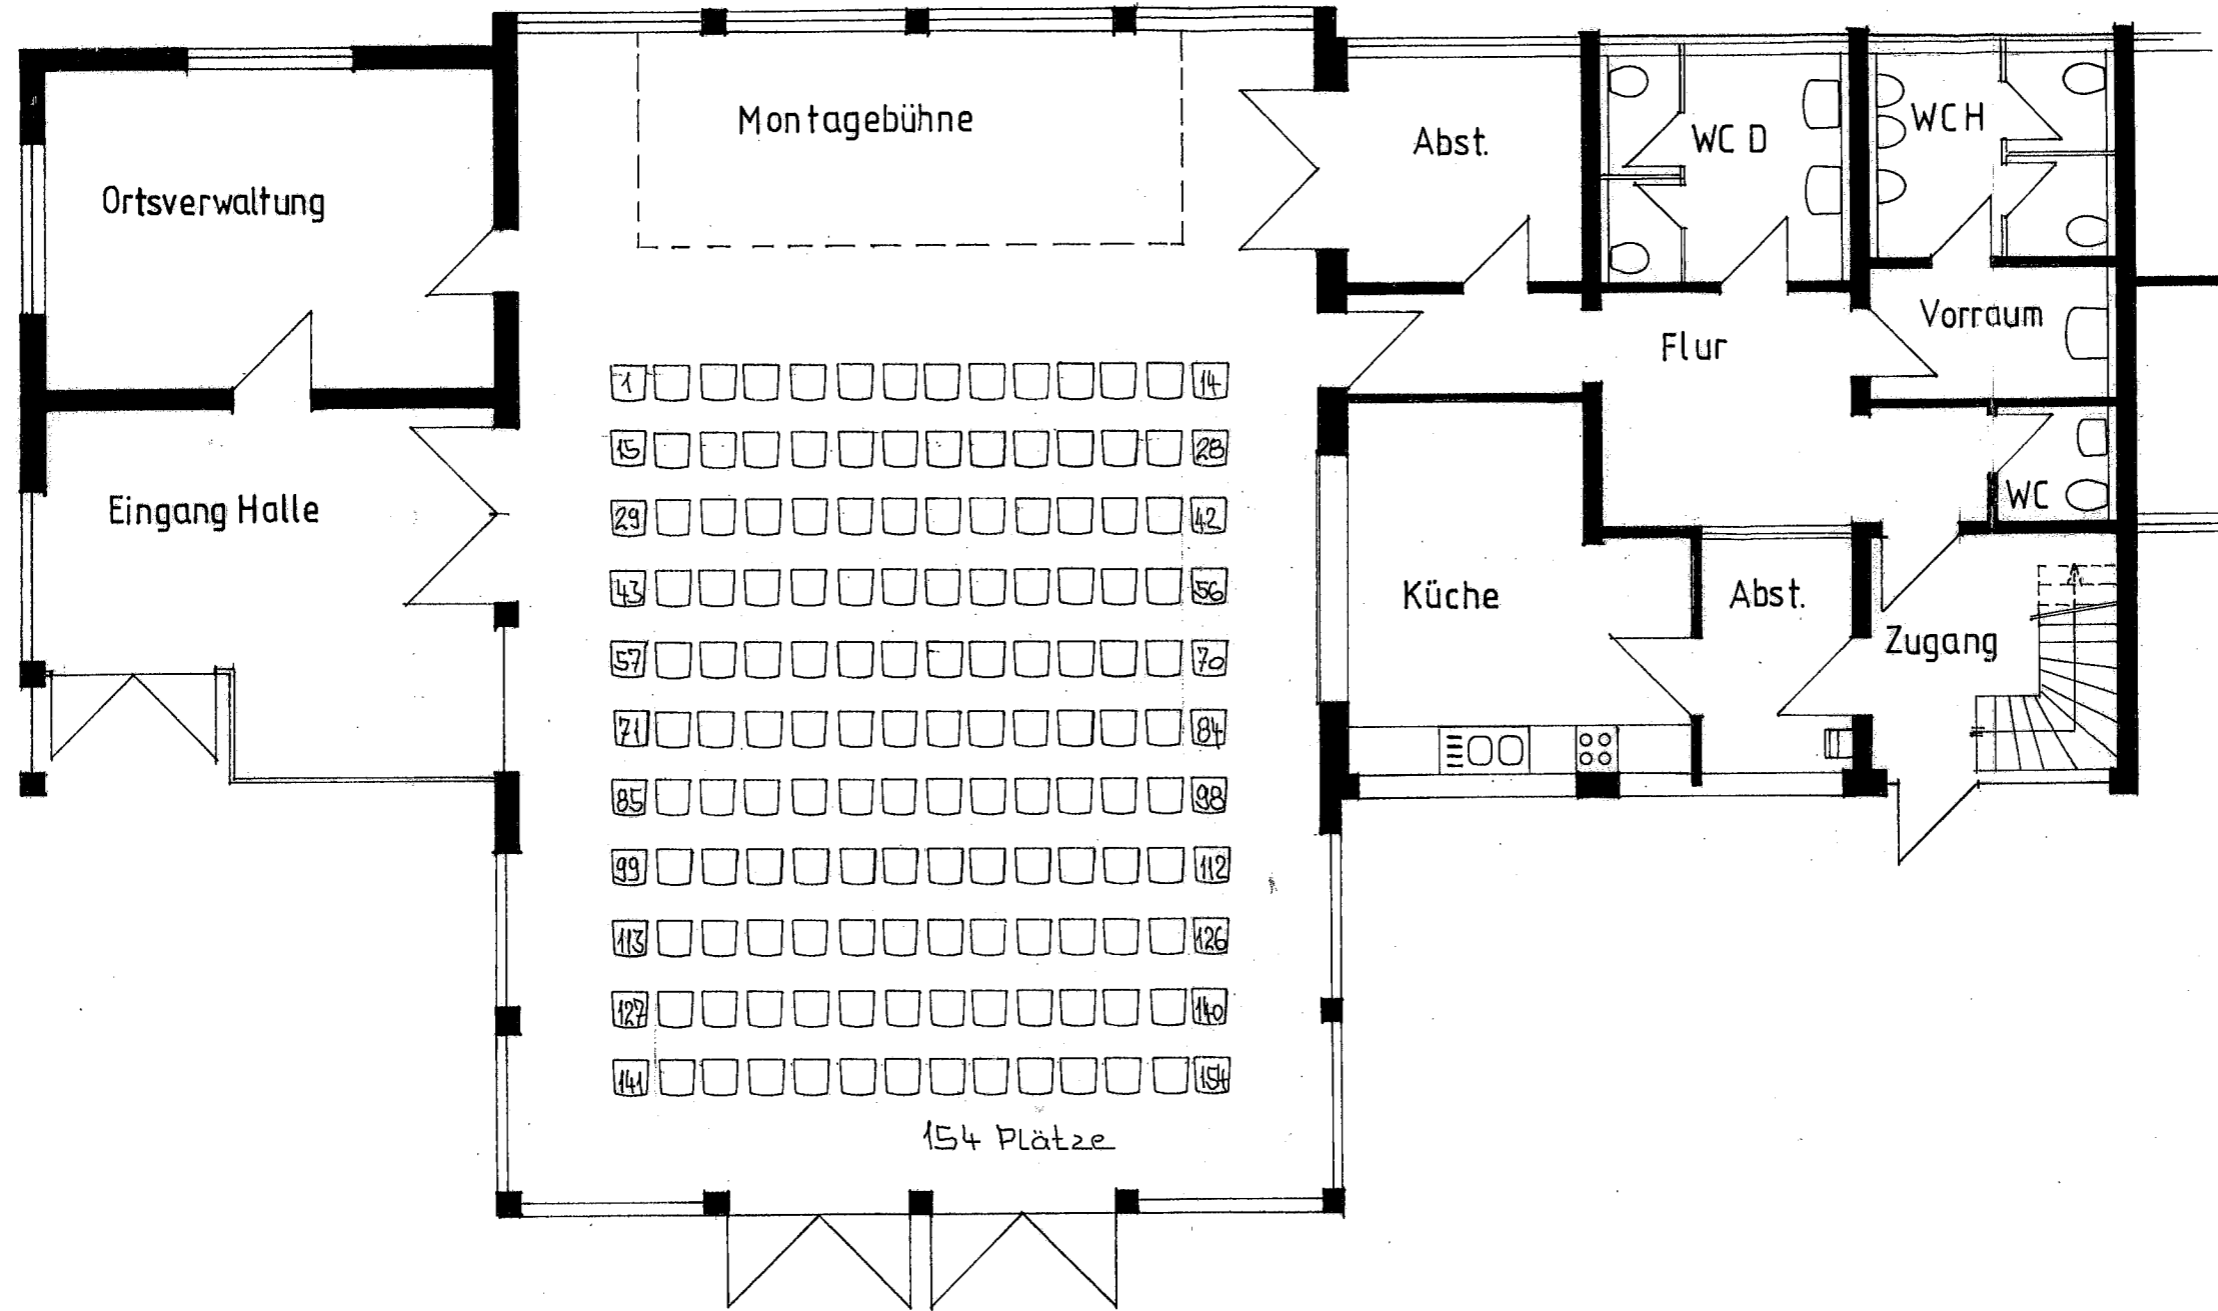 Montagebühne
Ortsverwaltung
Abst.
WC D
WC H
Vorraum
Flur
Eingang Halle
WC
Küche
Abst.
Zugang
1 14
15 28
29 42
43 56
57 70
71 84
85 98
99 112
113 126
127 140
141 154
154 Plätze